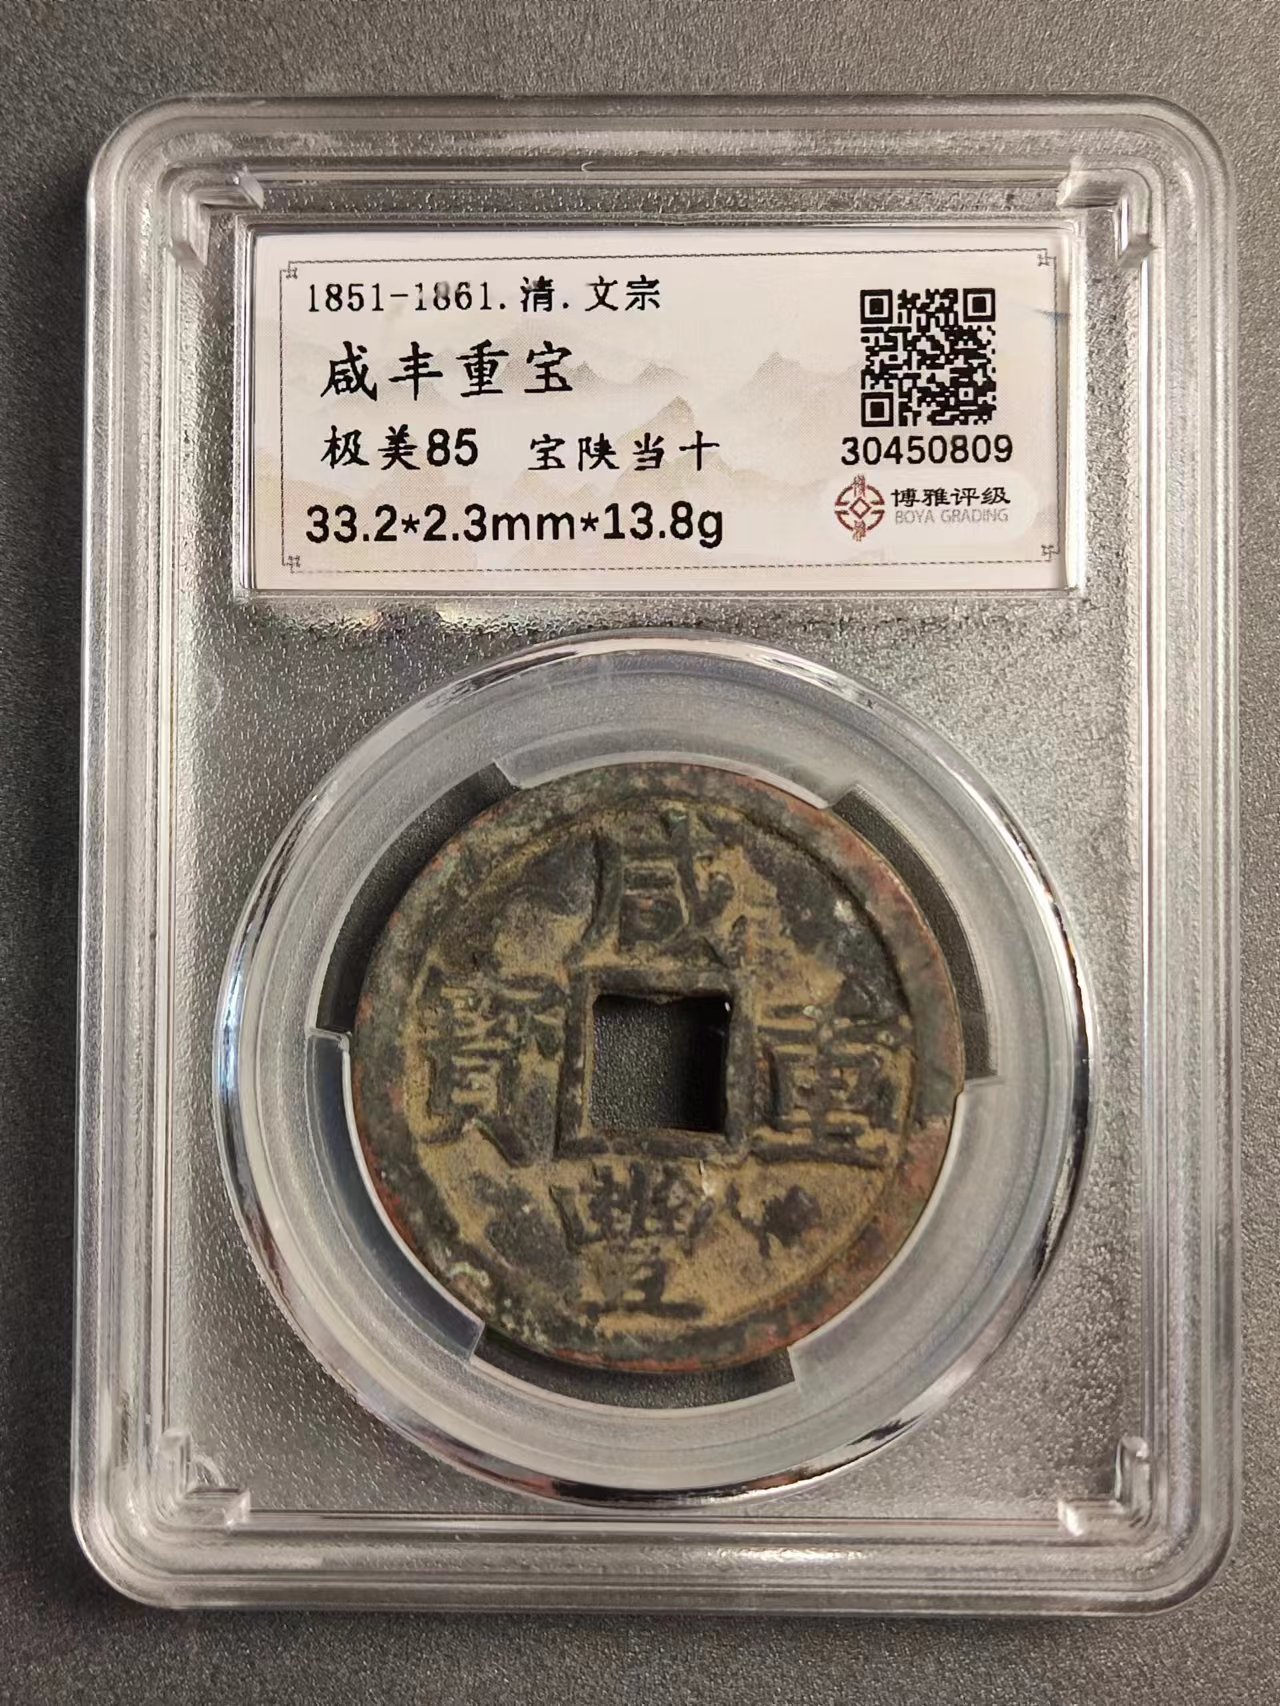 1851-1861.清.文宗
咸丰重宝
极美85 宝陕当十
33.2*2.3mm*13.8g
30450809
博雅评级
BOYA GRADING
咸
寶 重
豐